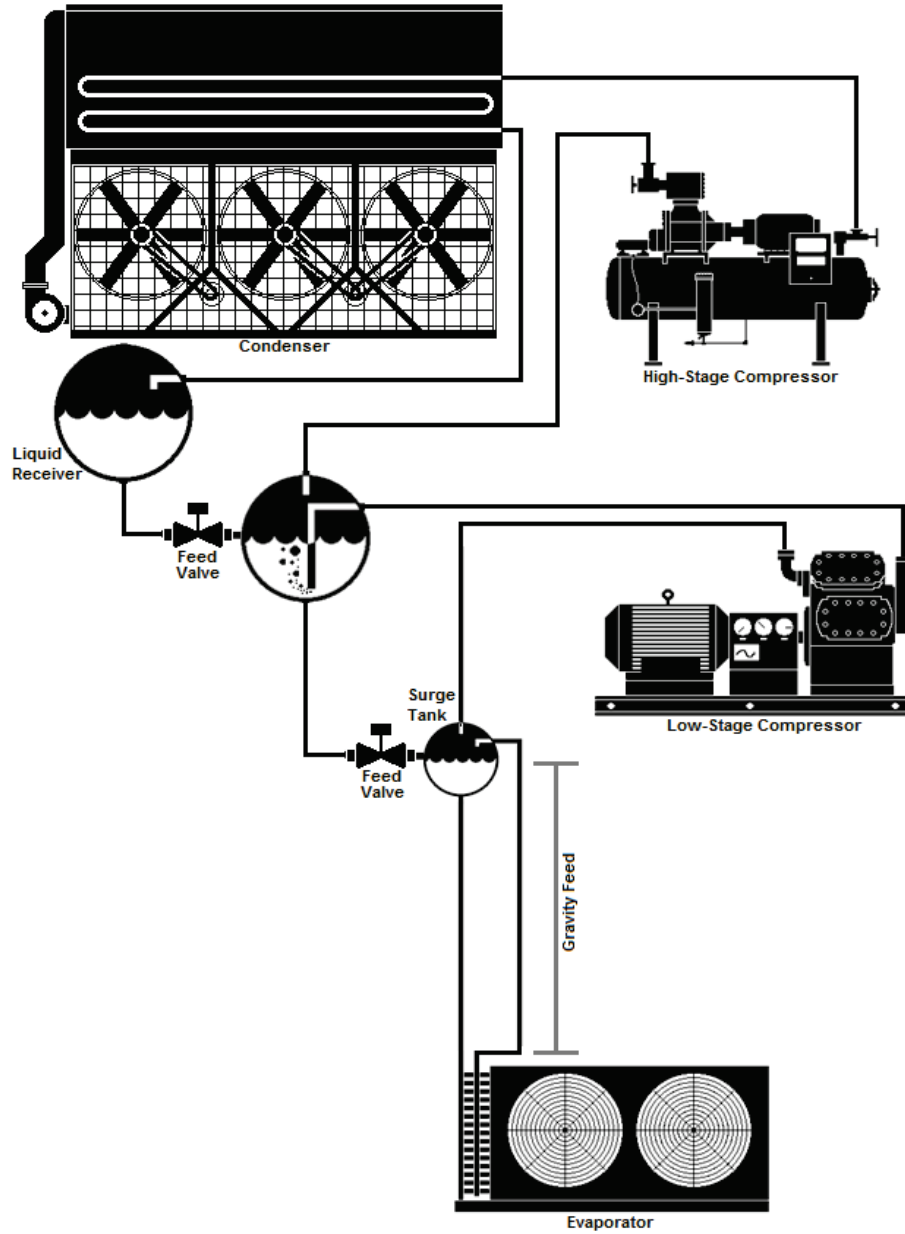 Condenser
High-Stage Compressor
Liquid
Receiver
Feed
Valve
Surge
Tank
Low-Stage Compressor
Feed
Valve
Gravity Feed
Evaporator